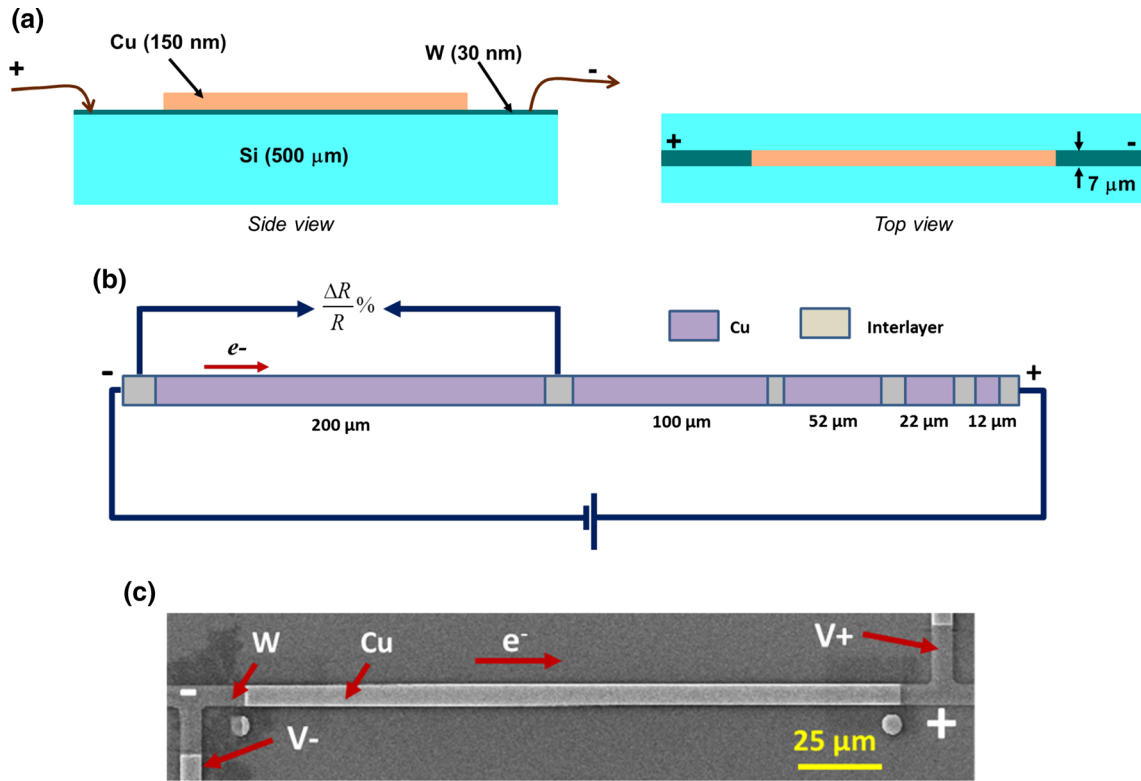 (a)
Cu (150 nm)
W (30 nm)
+
-
Si (500 µm)
Side view
+
-
7 µm
Top view
(b)
ΔR/R %
Cu
Interlayer
e-
-
+
200 µm
100 µm
52 µm
22 µm
12 µm
(c)
W
Cu
e-
V+
-
V-
+
25 µm